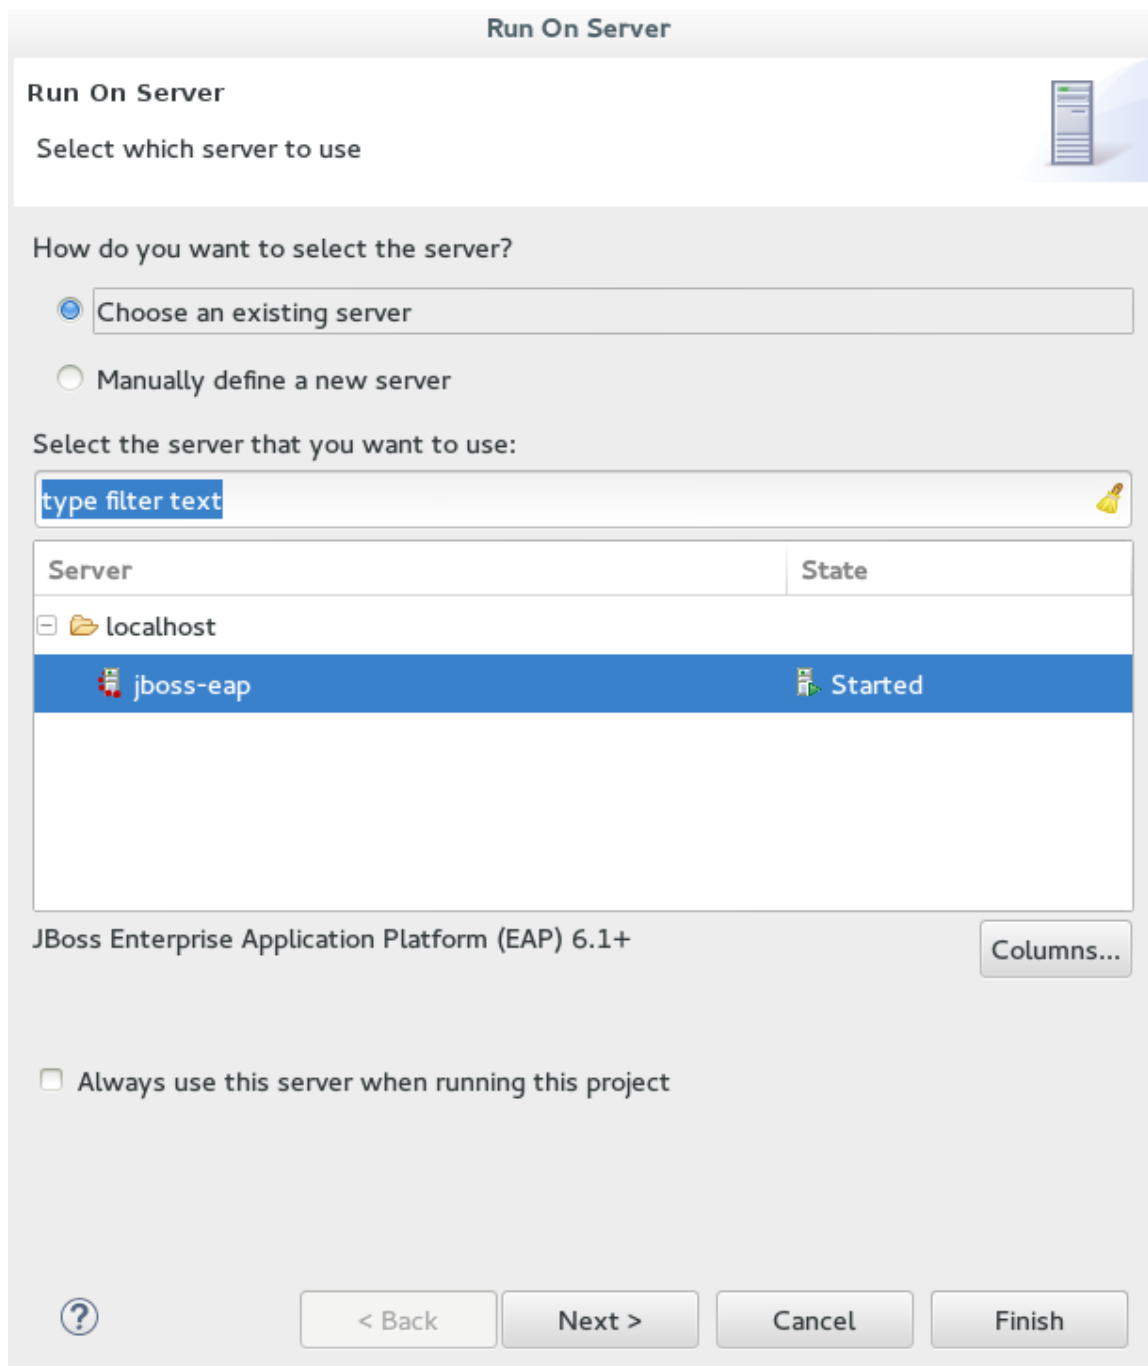 Run On Server
Run On Server
Select which server to use
How do you want to select the server?
Choose an existing server
Manually define a new server
Select the server that you want to use:
type filter text
Server State
localhost
jboss-eap Started
JBoss Enterprise Application Platform (EAP) 6.1+
Columns...
Always use this server when running this project
? < Back Next > Cancel Finish